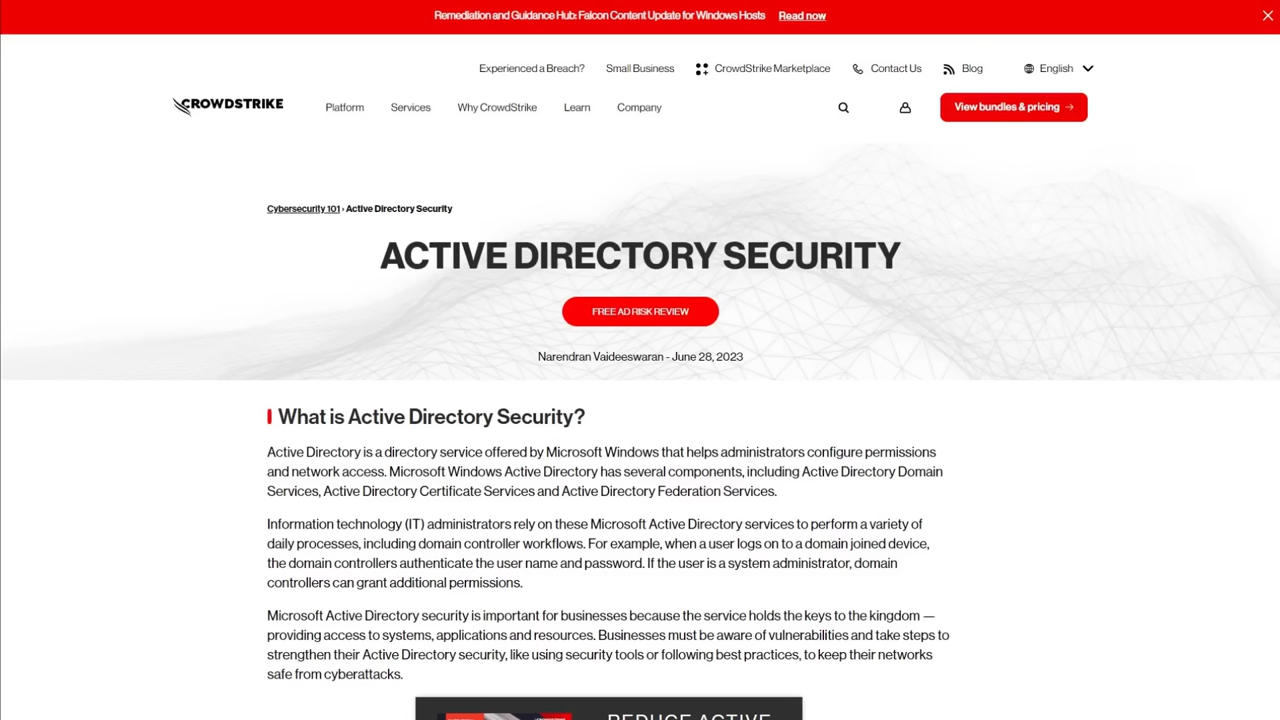 Remediation and Guidance Hub: Falcon Content Update for Windows Hosts Read now
Experienced a Breach? Small Business CrowdStrike Marketplace Contact Us Blog English
CROWDSTRIKE Platform Services Why CrowdStrike Learn Company View bundles & pricing →
Cybersecurity 101 › Active Directory Security
ACTIVE DIRECTORY SECURITY
FREE AD RISK REVIEW
Narendran Vaideeswaran - June 28, 2023
What is Active Directory Security?
Active Directory is a directory service offered by Microsoft Windows that helps administrators configure permissions
and network access. Microsoft Windows Active Directory has several components, including Active Directory Domain
Services, Active Directory Certificate Services and Active Directory Federation Services.
Information technology (IT) administrators rely on these Microsoft Active Directory services to perform a variety of
daily processes, including domain controller workflows. For example, when a user logs on to a domain joined device,
the domain controllers authenticate the user name and password. If the user is a system administrator, domain
controllers can grant additional permissions.
Microsoft Active Directory security is important for businesses because the service holds the keys to the kingdom —
providing access to systems, applications and resources. Businesses must be aware of vulnerabilities and take steps to
strengthen their Active Directory security, like using security tools or following best practices, to keep their networks
safe from cyberattacks.
REDUCE ACTIVE